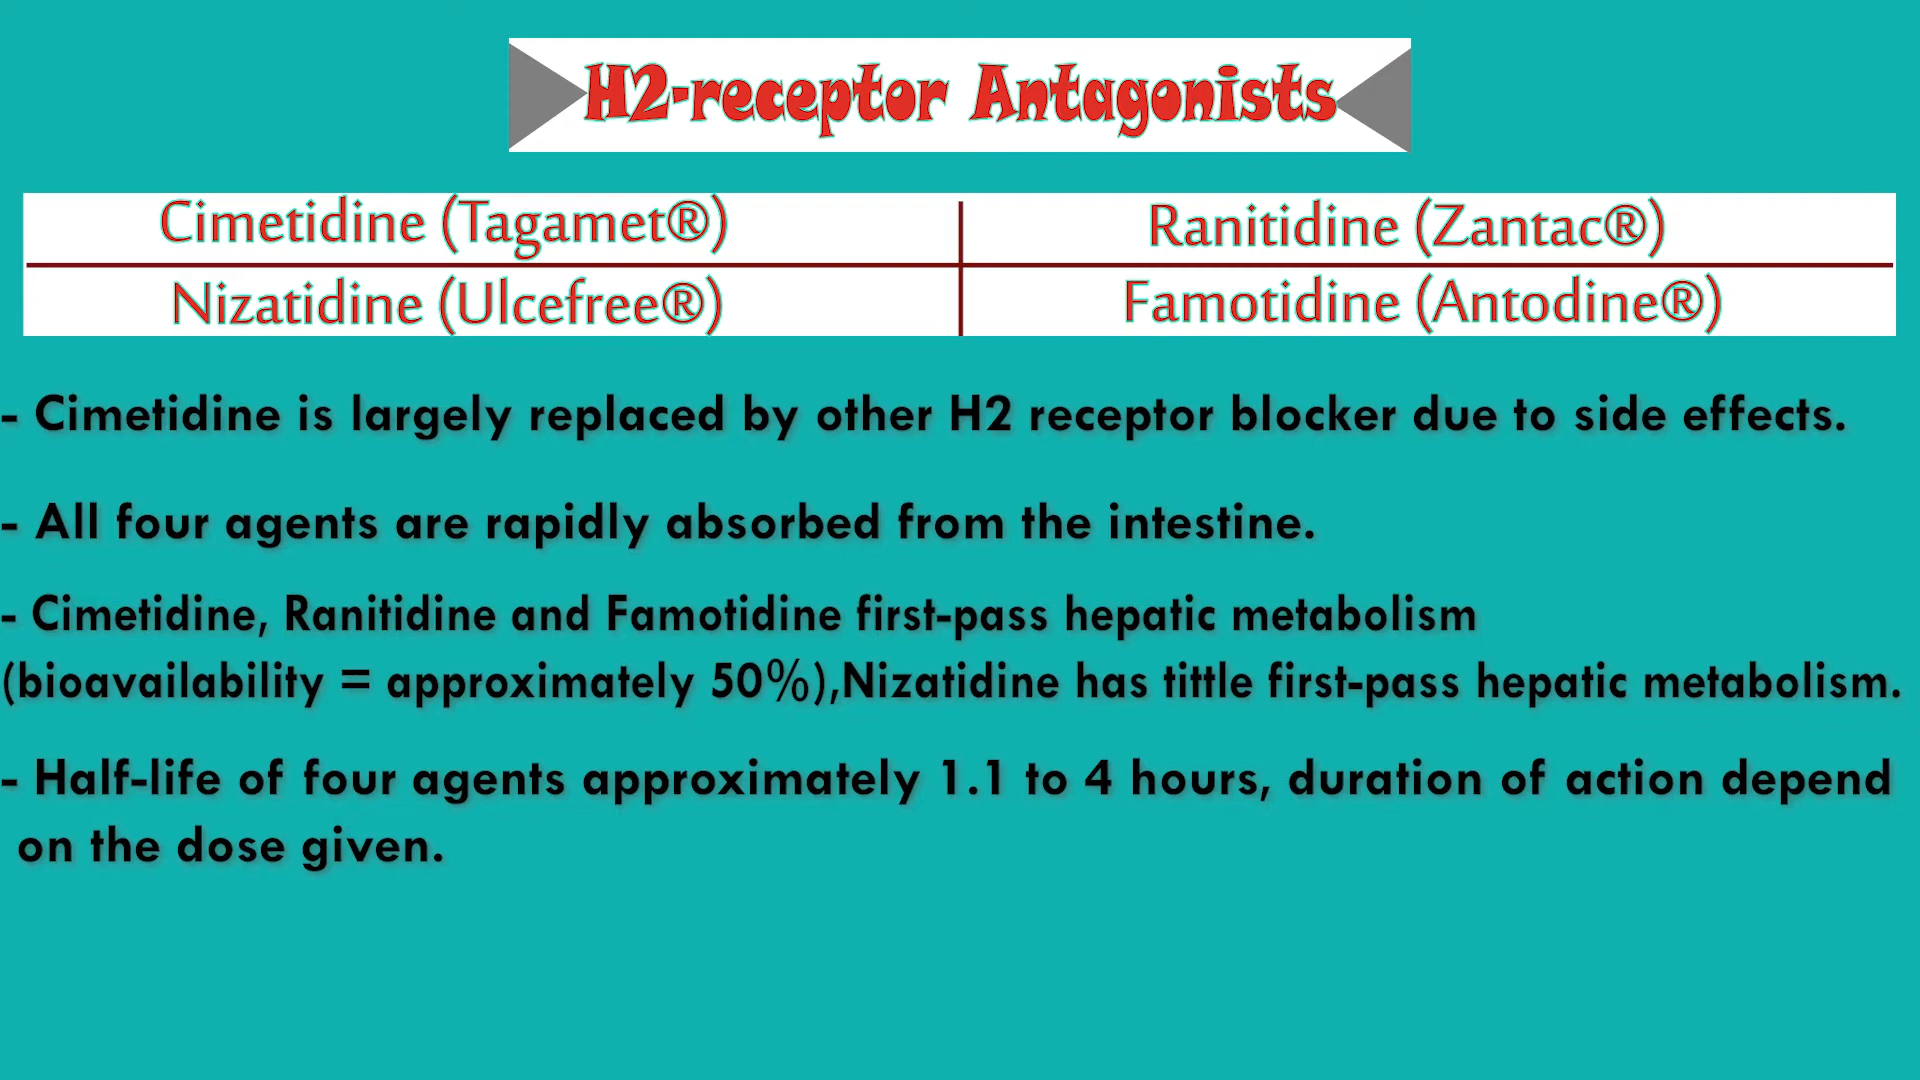 H2-receptor Antagonists
Cimetidine (Tagamet®)
Ranitidine (Zantac®)
Nizatidine (Ulcefree®)
Famotidine (Antodine®)
- Cimetidine is largely replaced by other H2 receptor blocker due to side effects.
- All four agents are rapidly absorbed from the intestine.
- Cimetidine, Ranitidine and Famotidine first-pass hepatic metabolism
(bioavailability = approximately 50%),Nizatidine has tittle first-pass hepatic metabolism.
- Half-life of four agents approximately 1.1 to 4 hours, duration of action depend
on the dose given.